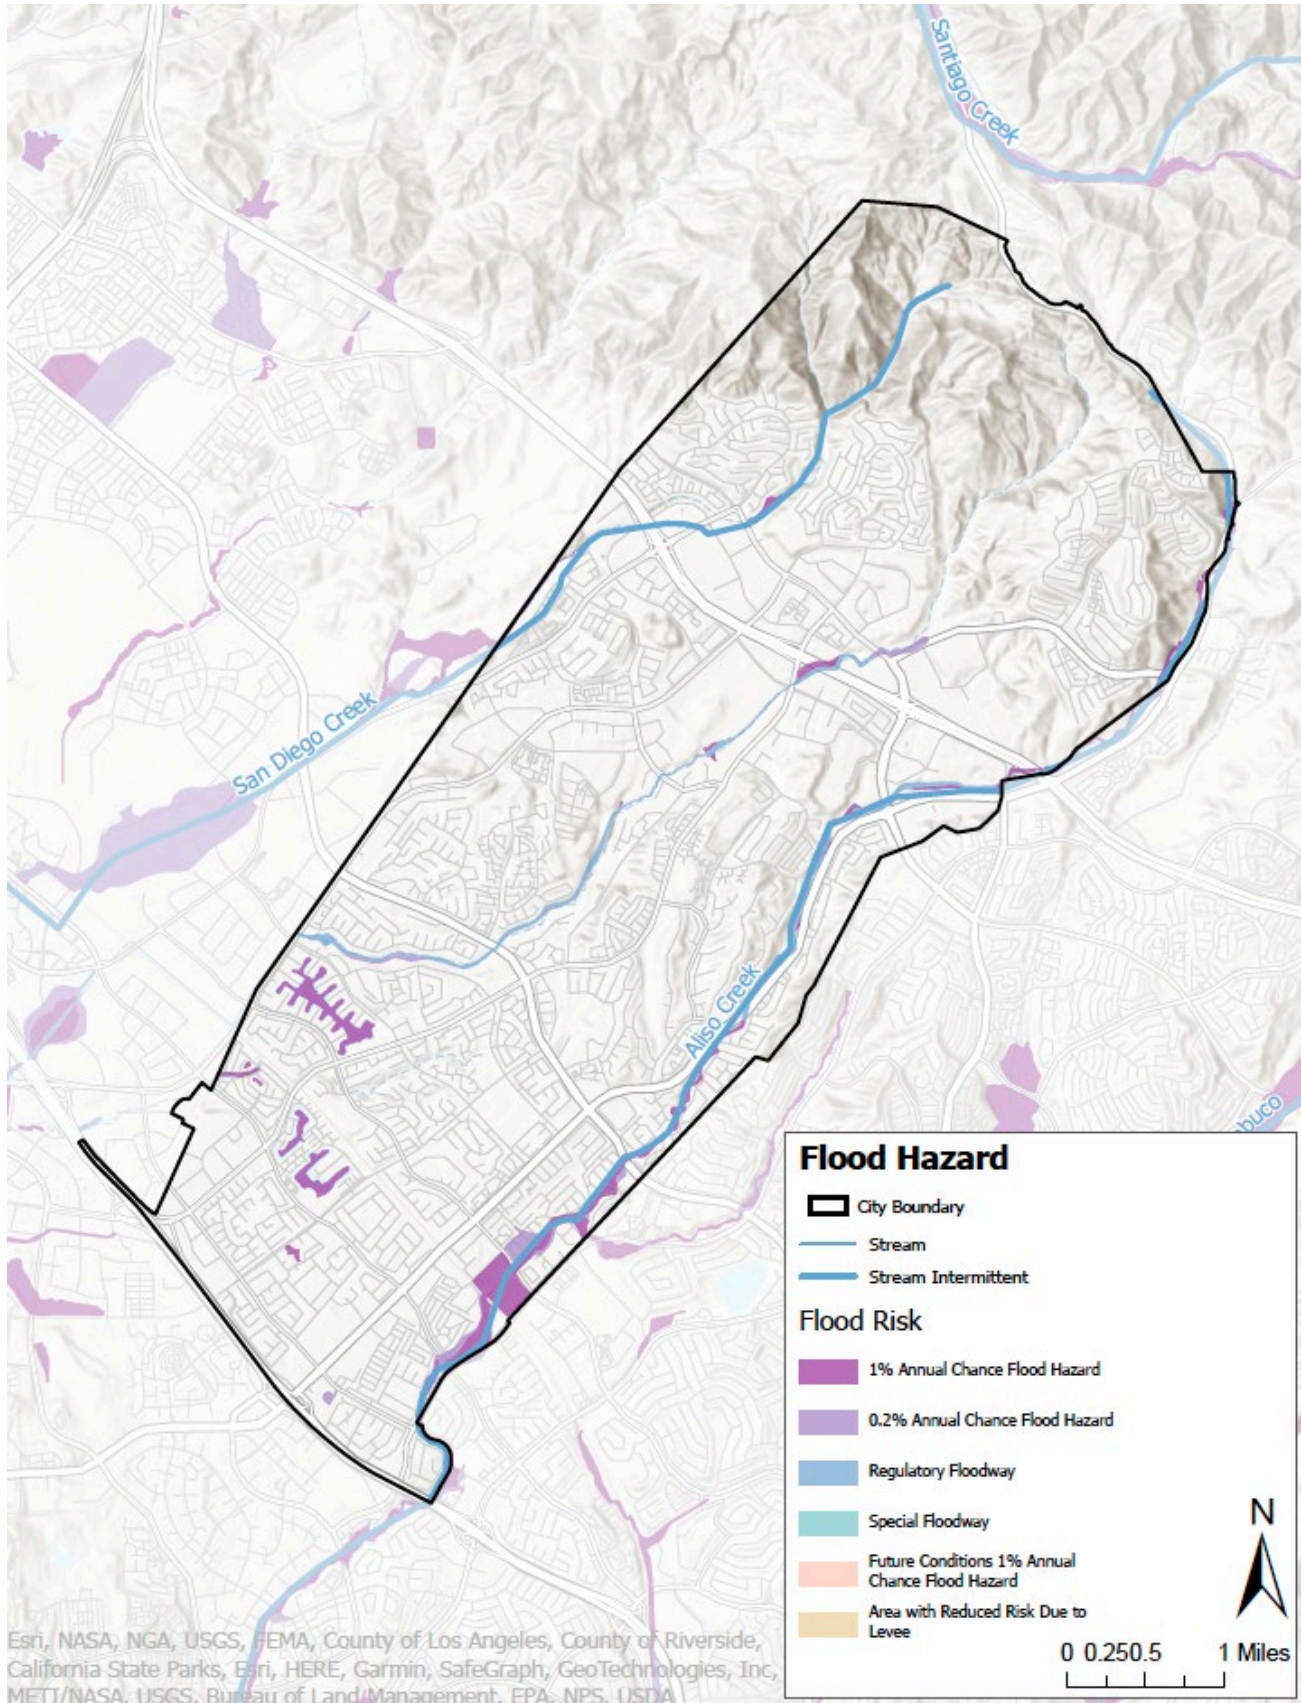 Santiago Creek
San Diego Creek
Aliso Creek
buco
Flood Hazard
City Boundary
Stream
Stream Intermittent
Flood Risk
1% Annual Chance Flood Hazard
0.2% Annual Chance Flood Hazard
Regulatory Floodway
Special Floodway
Future Conditions 1% Annual
Chance Flood Hazard
Area with Reduced Risk Due to
Levee
N
0 0.250.5 1 Miles
Esri, NASA, NGA, USGS, FEMA, County of Los Angeles, County of Riverside,
California State Parks, Esri, HERE, Garmin, SafeGraph, GeoTechnologies, Inc,
METI/NASA, USGS, Bureau of Land Management, EPA, NPS, USDA